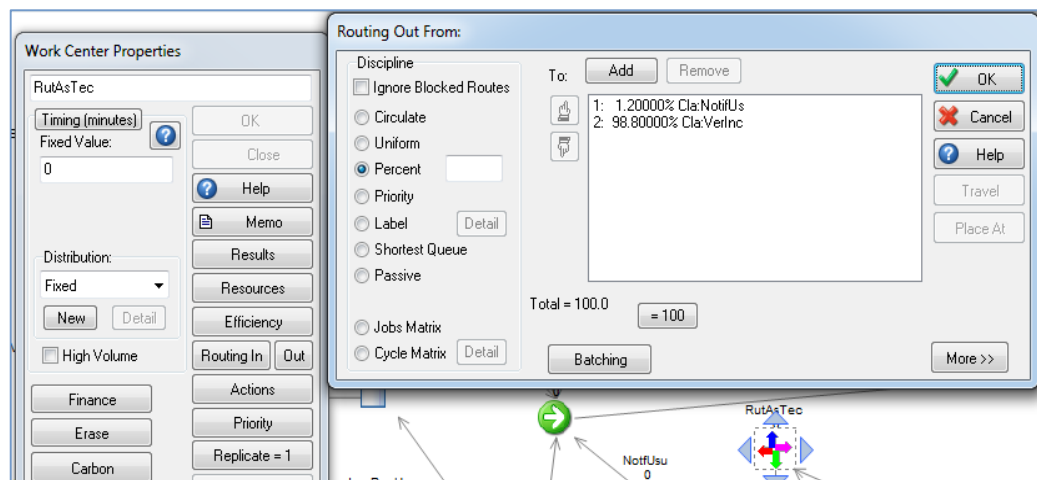 Work Center Properties
RutAsTec
Timing (minutes)
Fixed Value:
0
Distribution:
Fixed
New
Detail
High Volume
Finance
Erase
Carbon
OK
Close
Help
Memo
Results
Resources
Efficiency
Routing In
Out
Actions
Priority
Replicate = 1
Routing Out From:
Discipline
Ignore Blocked Routes
Circulate
Uniform
Percent
Priority
Label
Detail
Shortest Queue
Passive
Jobs Matrix
Cycle Matrix
Detail
To:
Add
Remove
1: 1.20000% Cla:NotifUs
2: 98.80000% Cla:VerInc
Total = 100.0
= 100
Batching
OK
Cancel
Help
Travel
Place At
More >>
RutAsTec
NotfUsu
0